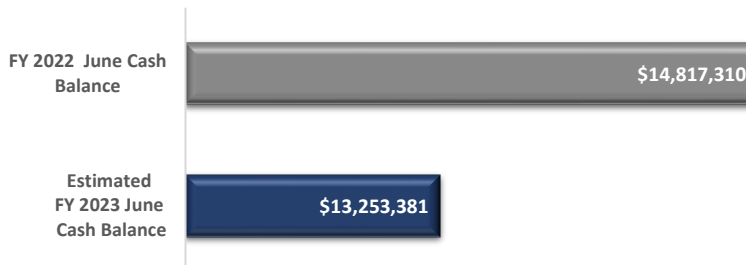 FY 2022 June Cash
Balance
$14,817,310
Estimated
FY 2023 June
Cash Balance
$13,253,381